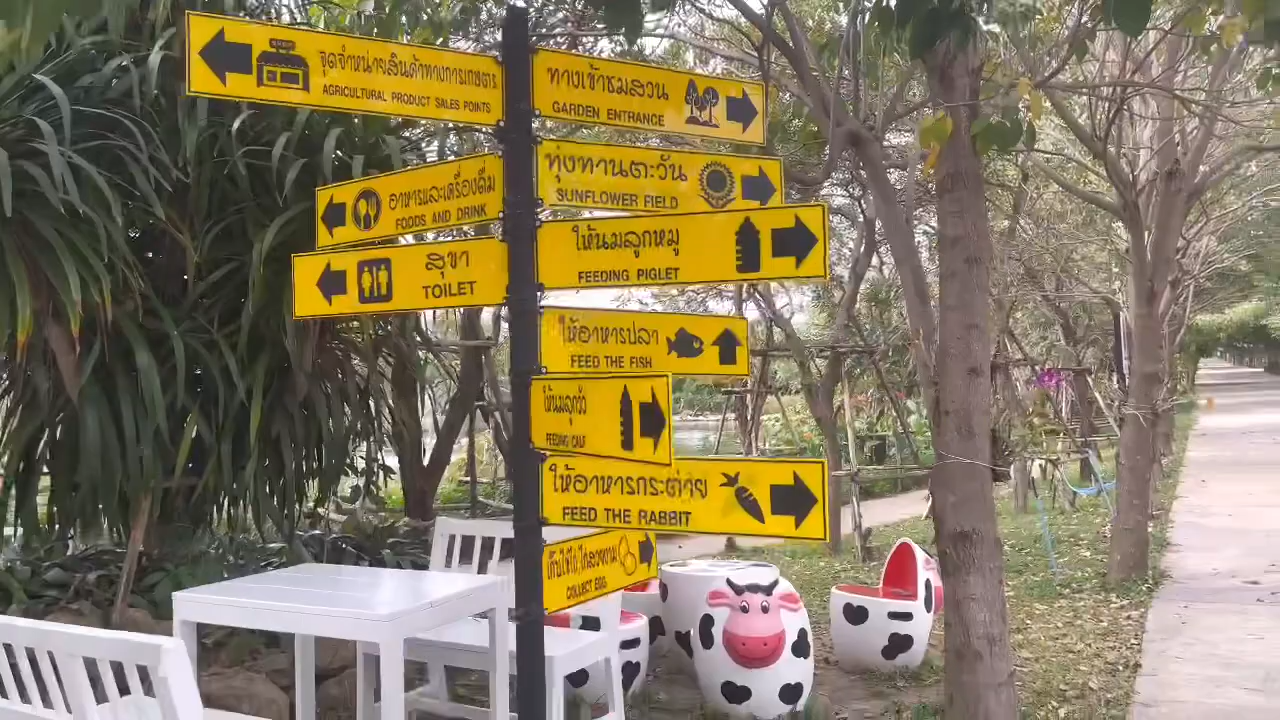 จุดจำหน่ายสินค้าทางการเกษตร
AGRICULTURAL PRODUCT SALES POINTS
อาหารและเครื่องดื่ม
FOODS AND DRINK
สุขา
TOILET
ทางเข้าชมสวน
GARDEN ENTRANCE
ทุ่งทานตะวัน
SUNFLOWER FIELD
ให้นมลูกหมู
FEEDING PIGLET
ให้อาหารปลา
FEED THE FISH
ให้นมลูกวัว
FEEDING CALF
ให้อาหารกระต่าย
FEED THE RABBIT
COLLECT EGG